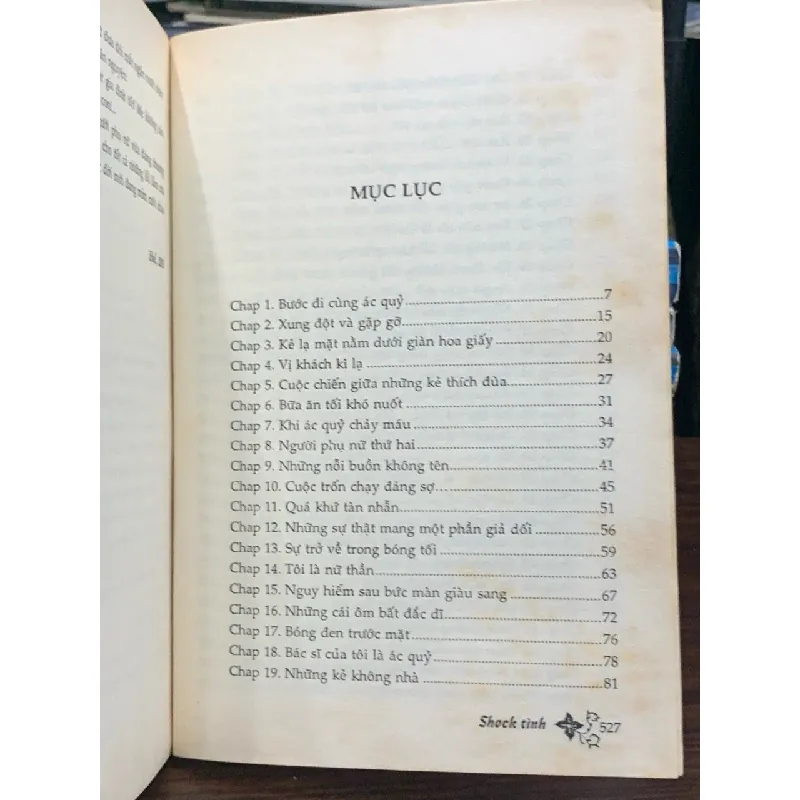 MỤC LỤC
Chap 1. Bước đi cùng ác quỷ....7
Chap 2. Xung đột và gặp gỡ....15
Chap 3. Kẻ lạ mặt nằm dưới giàn hoa giấy....20
Chap 4. Vị khách kì lạ....24
Chap 5. Cuộc chiến giữa những kẻ thích đùa....27
Chap 6. Bữa ăn tối khó nuốt....31
Chap 7. Khi ác quỷ chảy máu....34
Chap 8. Người phụ nữ thứ hai....37
Chap 9. Những nỗi buồn không tên....41
Chap 10. Cuộc trốn chạy đáng sợ....45
Chap 11. Quá khứ tàn nhẫn....51
Chap 12. Những sự thật mang một phần giả dối....56
Chap 13. Sự trở về trong bóng tối....59
Chap 14. Tôi là nữ thần....63
Chap 15. Nguy hiểm sau bức màn giàu sang....67
Chap 16. Những cái ôm bất đắc dĩ....72
Chap 17. Bóng đen trước mặt....76
Chap 18. Bác sĩ của tôi là ác quỷ....78
Chap 19. Những kẻ không nhà....81
Shock tình 527